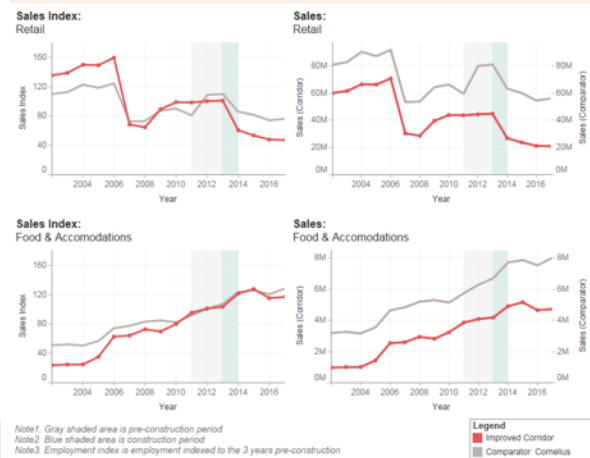 Sales Index:
Retail
160
120
80
40
0
Sales Index
2004 2006 2008 2010 2012 2014 2016
Year
Sales:
Retail
80M
60M
40M
20M
0M
Sales (Corridor)
80M
60M
40M
20M
0M
Sales (Comparator)
2004 2006 2008 2010 2012 2014 2016
Year
Sales Index:
Food & Accomodations
160
120
80
40
0
Sales Index
2004 2006 2008 2010 2012 2014 2016
Year
Sales:
Food & Accomodations
8M
6M
4M
2M
0M
Sales (Corridor)
8M
6M
4M
2M
0M
Sales (Comparator)
2004 2006 2008 2010 2012 2014 2016
Year
Note1. Gray shaded area is pre-construction period
Note2. Blue shaded area is construction period
Note3. Employment index is employment indexed to the 3 years pre-construction
Legend
Improved Corridor
Comparator: Cornelius